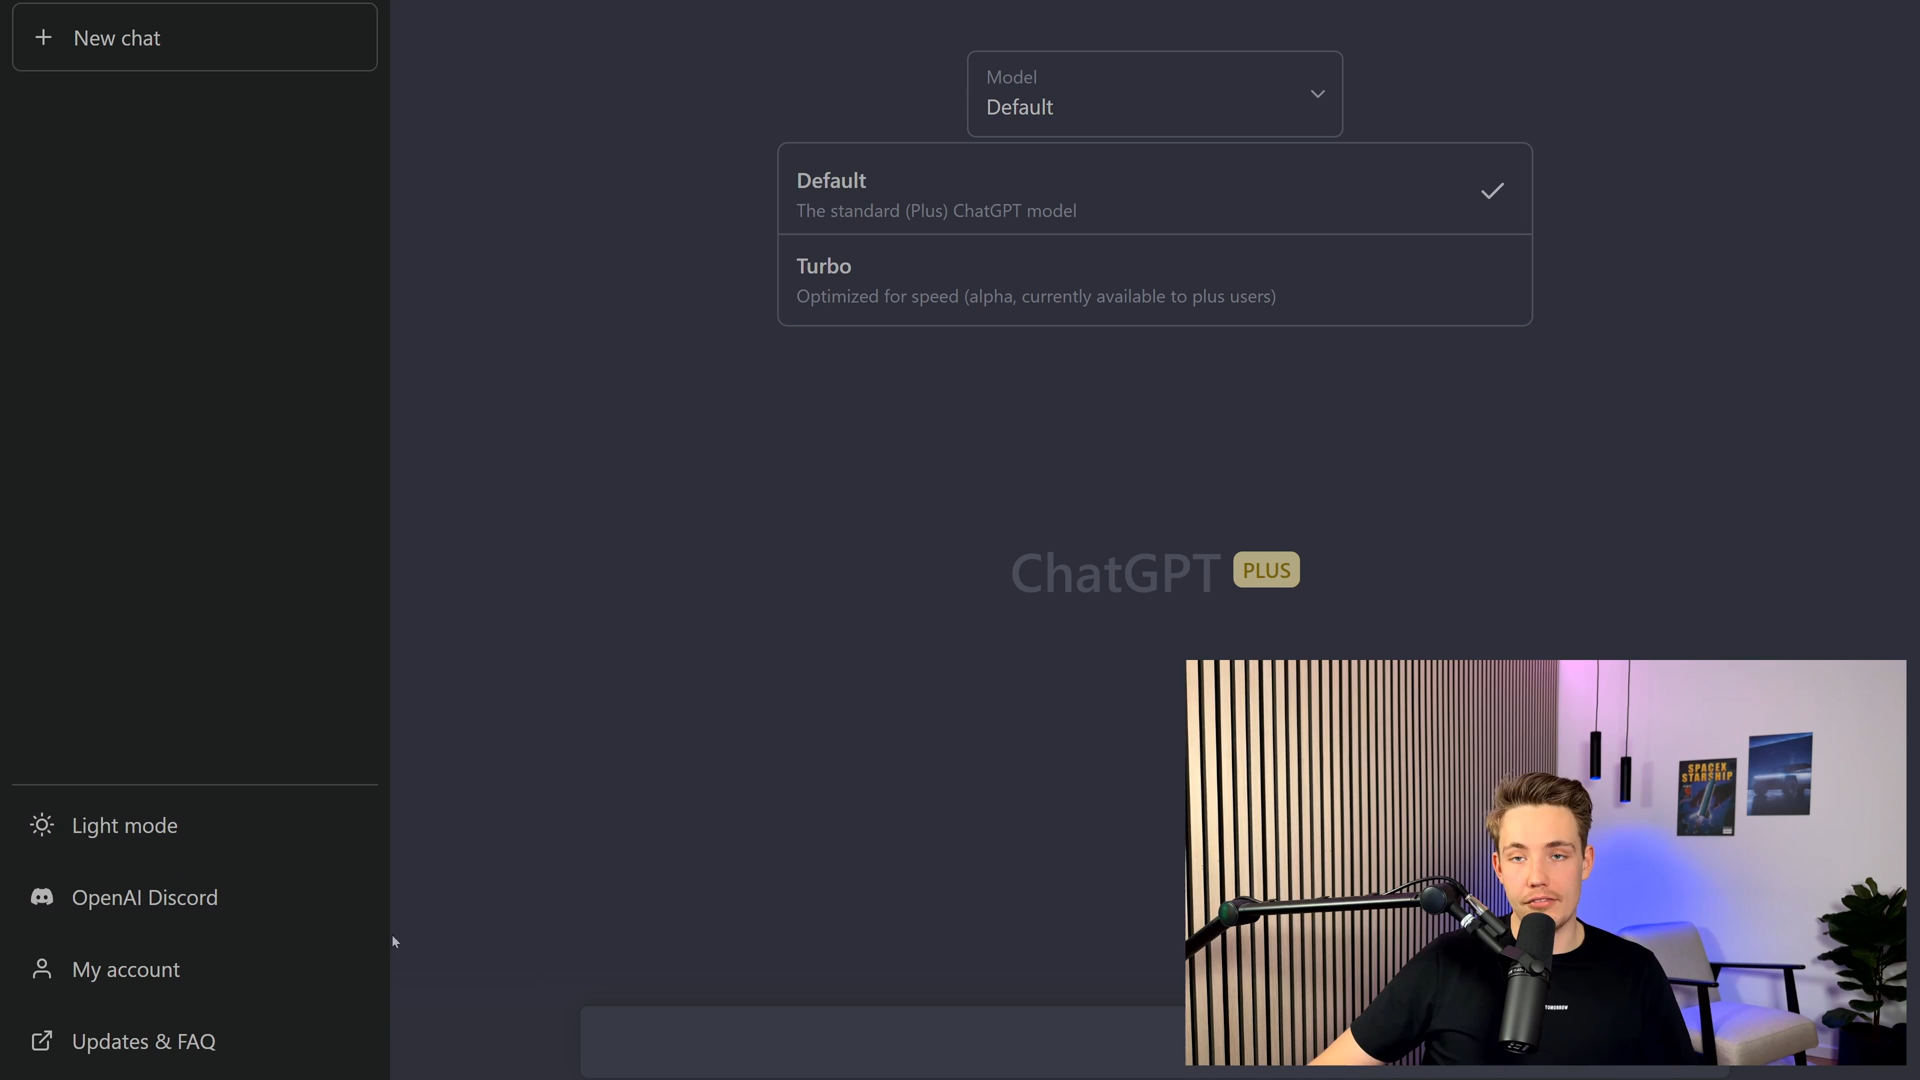 New chat
Model
Default
Default
The standard (Plus) ChatGPT model
Turbo
Optimized for speed (alpha, currently available to plus users)
ChatGPT PLUS
SPACEX
STARSHIP
Light mode
OpenAI Discord
My account
TOMORROW
Updates & FAQ